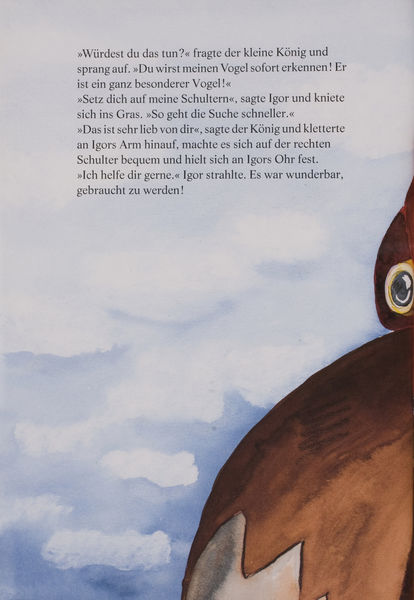 »Würdest du das tun?« fragte der kleine König und
sprang auf. »Du wirst meinen Vogel sofort erkennen! Er
ist ein ganz besonderer Vogel!«
»Setz dich auf meine Schultern«, sagte Igor und kniete
sich ins Gras. »So geht die Suche schneller.«
»Das ist sehr lieb von dir«, sagte der König und kletterte
an Igors Arm hinauf, machte es sich auf der rechten
Schulter bequem und hielt sich an Igors Ohr fest.
»Ich helfe dir gerne.« Igor strahlte. Es war wunderbar,
gebraucht zu werden!